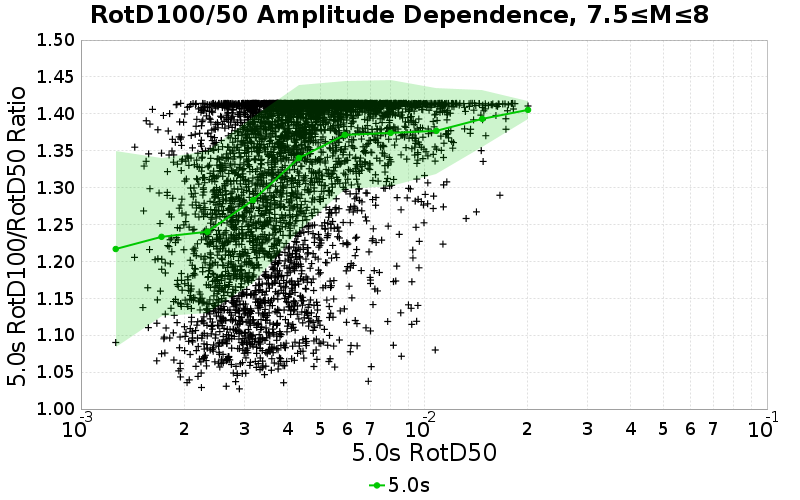 RotD100/50 Amplitude Dependence, 7.5≤M≤8
5.0s RotD100/RotD50 Ratio
1.50
1.45
1.40
1.35
1.30
1.25
1.20
1.15
1.10
1.05
1.00
10-3 2 3 4 5 6 7 10-2 2 3 4 5 6 7 10-1
5.0s RotD50
5.0s